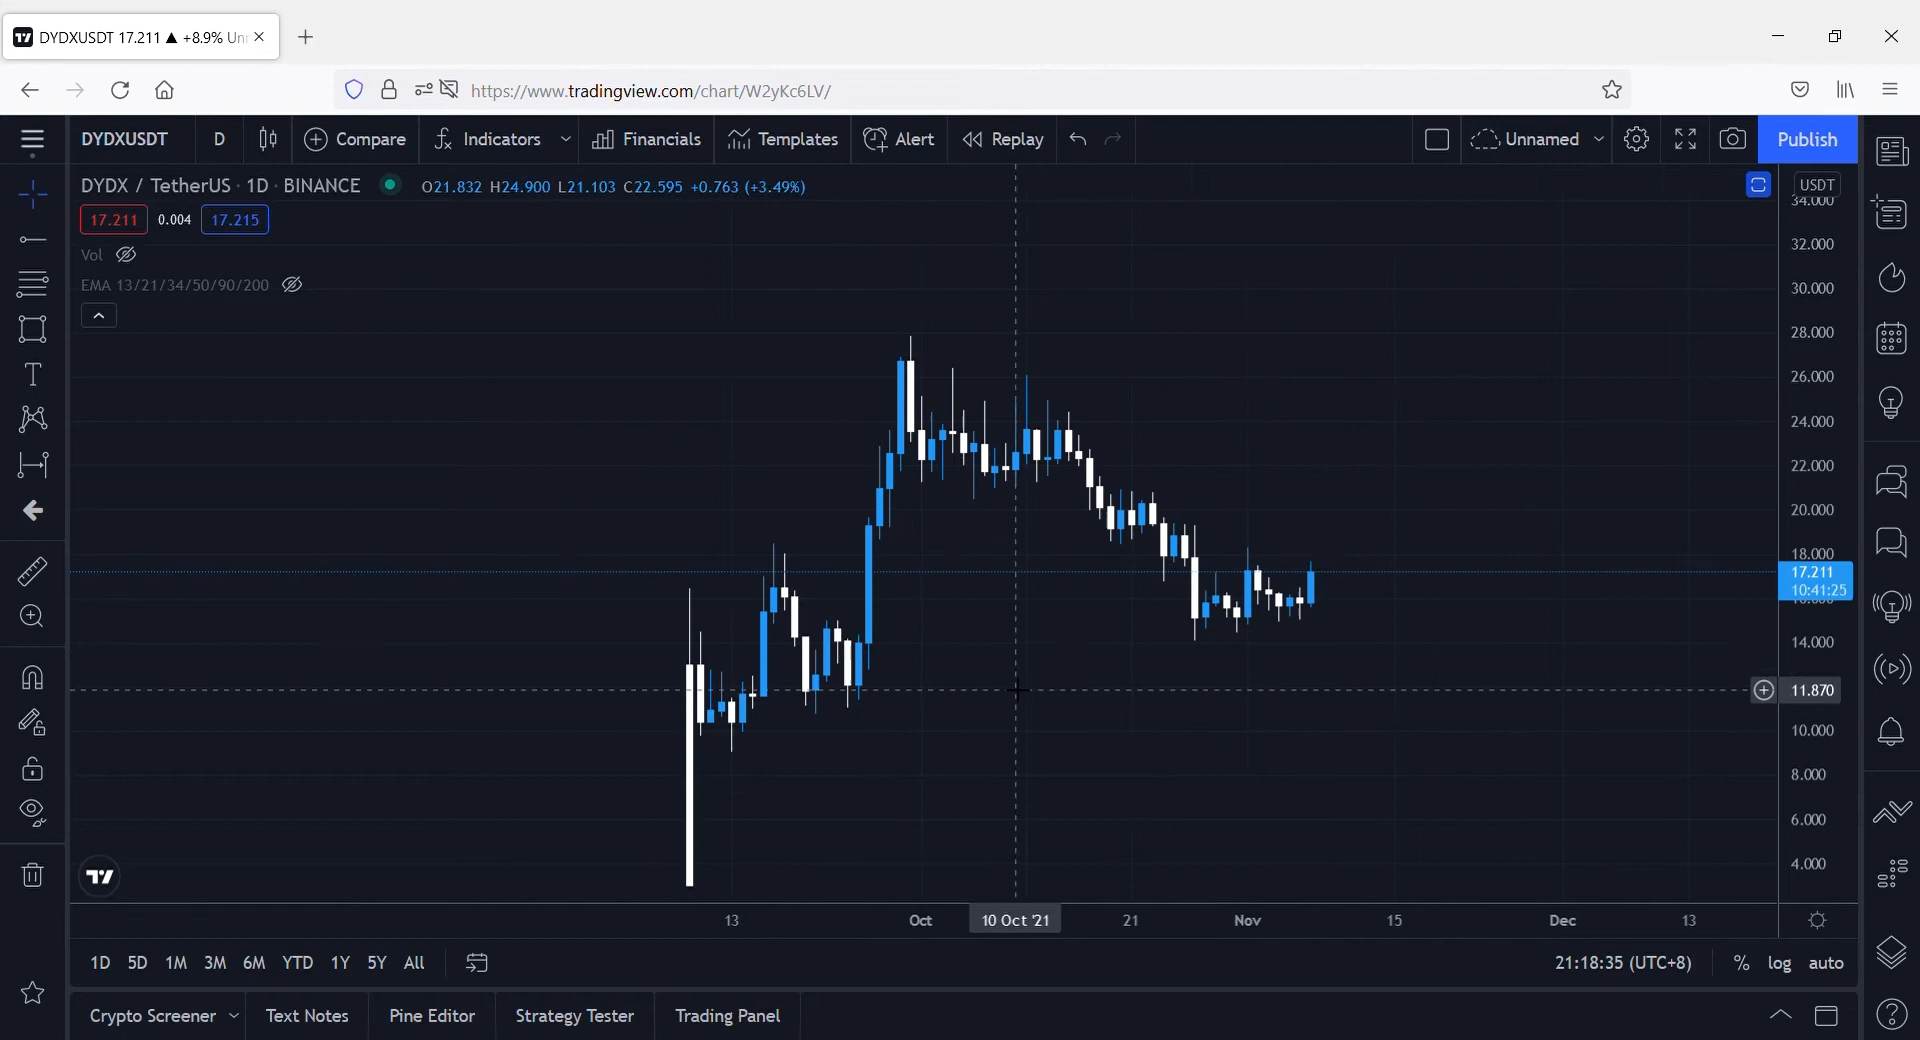 DYDXUSDT 17.211 ▲ +8.9% Un
https://www.tradingview.com/chart/W2yKc6LV/
DYDXUSDT D Compare Indicators Financials Templates Alert Replay Unnamed Publish
DYDX / TetherUS · 1D · BINANCE O21.832 H24.900 L21.103 C22.595 +0.763 (+3.49%)
USDT
17.211 0.004 17.215
Vol
EMA 13/21/34/50/90/200
34.000
32.000
30.000
28.000
26.000
24.000
22.000
20.000
18.000
17.211
10:41:25
16.000
14.000
11.870
10.000
8.000
6.000
4.000
13 Oct 10 Oct '21 21 Nov 15 Dec 13
1D 5D 1M 3M 6M YTD 1Y 5Y All 21:18:35 (UTC+8) % log auto
Crypto Screener Text Notes Pine Editor Strategy Tester Trading Panel